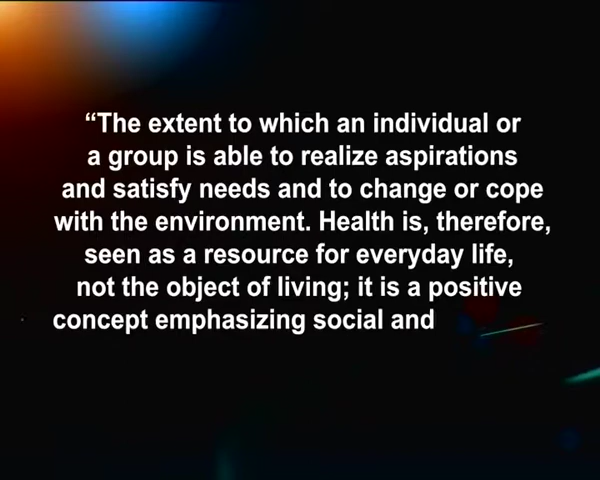 “The extent to which an individual or
a group is able to realize aspirations
and satisfy needs and to change or cope
with the environment. Health is, therefore,
seen as a resource for everyday life,
not the object of living; it is a positive
concept emphasizing social and